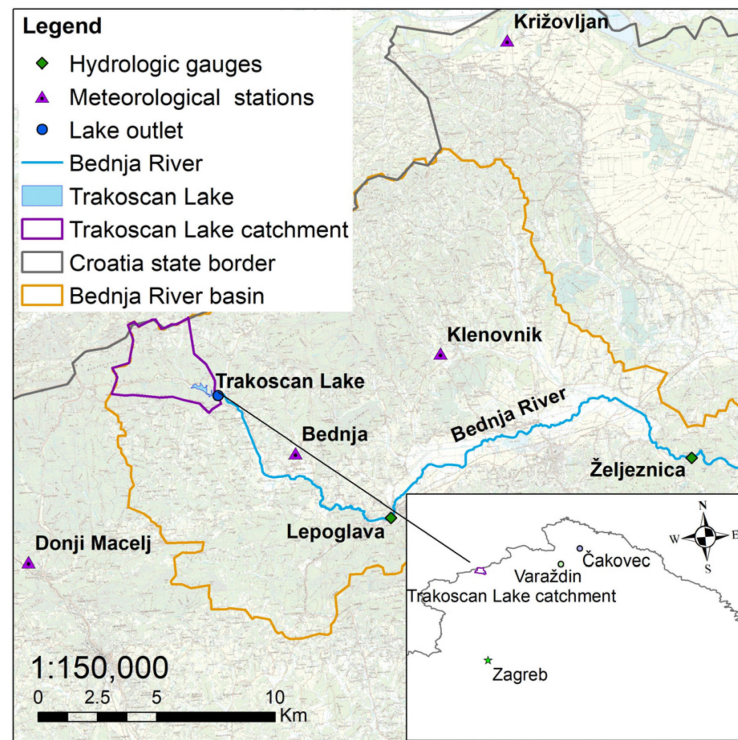 Legend
Hydrologic gauges
Meteorological stations
Lake outlet
Bednja River
Trakoscan Lake
Trakoscan Lake catchment
Croatia state border
Bednja River basin
Križovljan
Klenovnik
Trakoscan Lake
Bednja River
Bednja
Željeznica
Lepoglava
Donji Macelj
N
W E
S
Čakovec
Varaždin
Trakoscan Lake catchment
Zagreb
1:150,000
0 2.5 5 10
Km